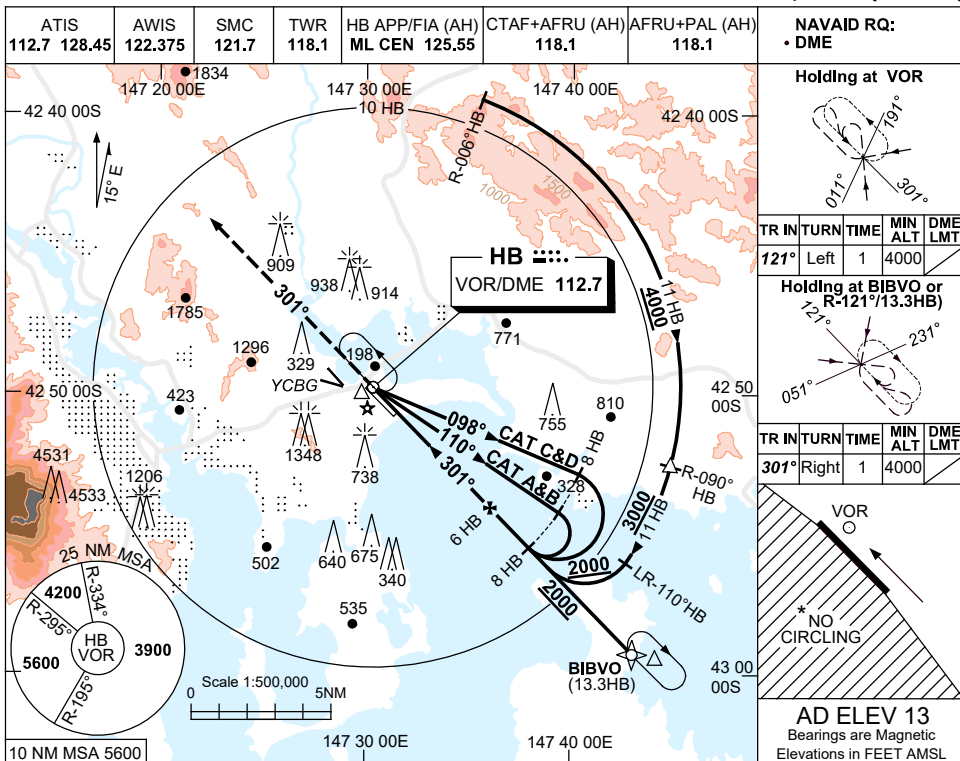 ATIS
112.7 128.45
AWIS
122.375
SMC
121.7
TWR
118.1
HB APP/FIA (AH)
ML CEN 125.55
CTAF+AFRU (AH)
118.1
AFRU+PAL (AH)
118.1
NAVAID RQ:
• DME
1834
147 20 00E
147 30 00E
147 40 00E
42 40 00S
42 40 00S
10 HB
R-006°HB
15° E
1000
1500
909
938
914
HB
VOR/DME 112.7
11 HB
4000
301°
1785
771
1296
329
198
YCBG
42 50 00S
42 50
00S
423
098°
CAT C&D
110°
CAT A&B
301°
8 HB
755
810
1348
738
328
R-090°
HB
4531
4533
1206
6 HB
3000
11 HB
502
640
675
340
8 HB
2000
LR-110°HB
2000
535
25 NM MSA
R-334°
4200
R-295°
HB
VOR
3900
5600
R-195°
BIBVO
(13.3HB)
43 00
00S
Scale 1:500,000
0
5NM
10 NM MSA 5600
147 30 00E
147 40 00E
Holding at VOR
191°
011°
301°
TR IN TURN TIME MIN ALT DME LMT
121° Left 1 4000
Holding at BIBVO or
R-121°/13.3HB)
121°
231°
051°
TR IN TURN TIME MIN ALT DME LMT
301° Right 1 4000
VOR
* NO
CIRCLING
AD ELEV 13
Bearings are Magnetic
Elevations in FEET AMSL